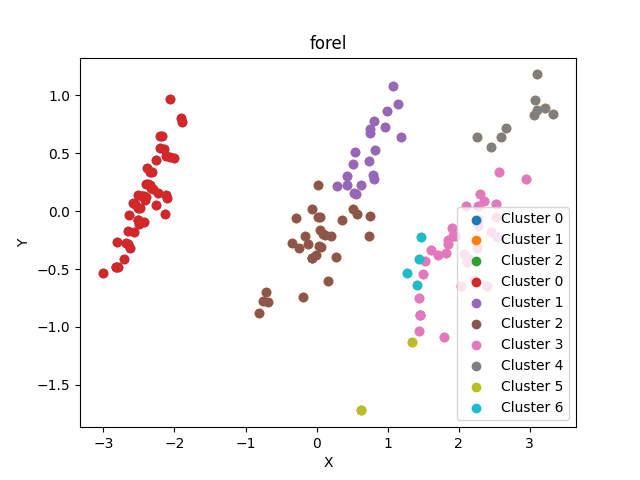 forel
1.0
0.5
0.0
−0.5
−1.0
−1.5
Y
−3
−2
−1
0
1
2
3
X
Cluster 0
Cluster 1
Cluster 2
Cluster 0
Cluster 1
Cluster 2
Cluster 3
Cluster 4
Cluster 5
Cluster 6